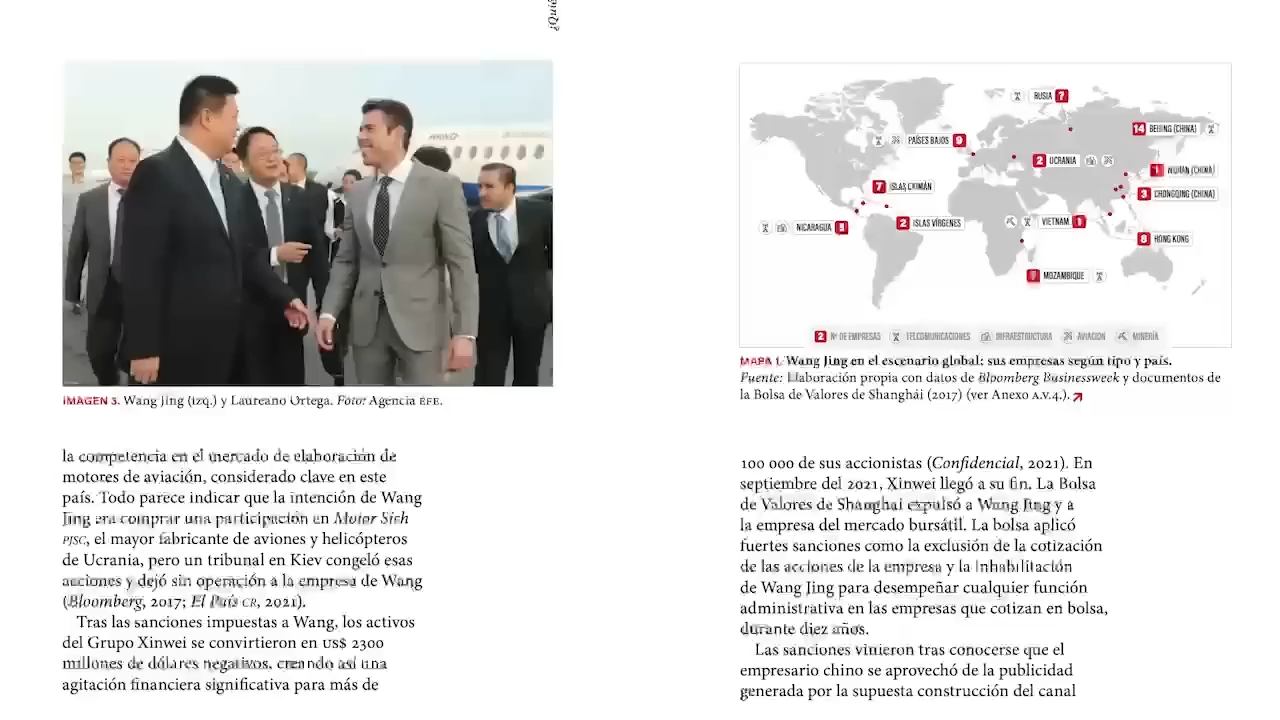 ¿Quié
IMAGEN 3. Wang Jing (izq.) y Laureano Ortega. Foto: Agencia EFE.
la competencia en el mercado de elaboración de
motores de aviación, considerado clave en este
país. Todo parece indicar que la intención de Wang
Jing era comprar una participación en Motor Sich
PJSC, el mayor fabricante de aviones y helicópteros
de Ucrania, pero un tribunal en Kiev congeló esas
acciones y dejó sin operación a la empresa de Wang
(Bloomberg, 2017; El País CR, 2021).
Tras las sanciones impuestas a Wang, los activos
del Grupo Xinwei se convirtieron en US$ 2300
millones de dólares negativos, creando así una
agitación financiera significativa para más de
RUSIA 7
14 BEIJING (CHINA)
PAÍSES BAJOS 9
2 UCRANIA
1 WUHAN (CHINA)
7 ISLAS CAIMÁN
3 CHONGQING (CHINA)
NICARAGUA
2 ISLAS VÍRGENES
VIETNAM 1
8 HONG KONG
MOZAMBIQUE
2 Nº DE EMPRESAS TELECOMUNICACIONES INFRAESTRUCTURA AVIACIÓN MINERÍA
MAPA 1. Wang Jing en el escenario global: sus empresas según tipo y país.
Fuente: Elaboración propia con datos de Bloomberg Businessweek y documentos de
la Bolsa de Valores de Shanghái (2017) (ver Anexo A.V.4.).
100 000 de sus accionistas (Confidencial, 2021). En
septiembre del 2021, Xinwei llegó a su fin. La Bolsa
de Valores de Shanghai expulsó a Wang Jing y a
la empresa del mercado bursátil. La bolsa aplicó
fuertes sanciones como la exclusión de la cotización
de las acciones de la empresa y la inhabilitación
de Wang Jing para desempeñar cualquier función
administrativa en las empresas que cotizan en bolsa,
durante diez años.
Las sanciones vinieron tras conocerse que el
empresario chino se aprovechó de la publicidad
generada por la supuesta construcción del canal